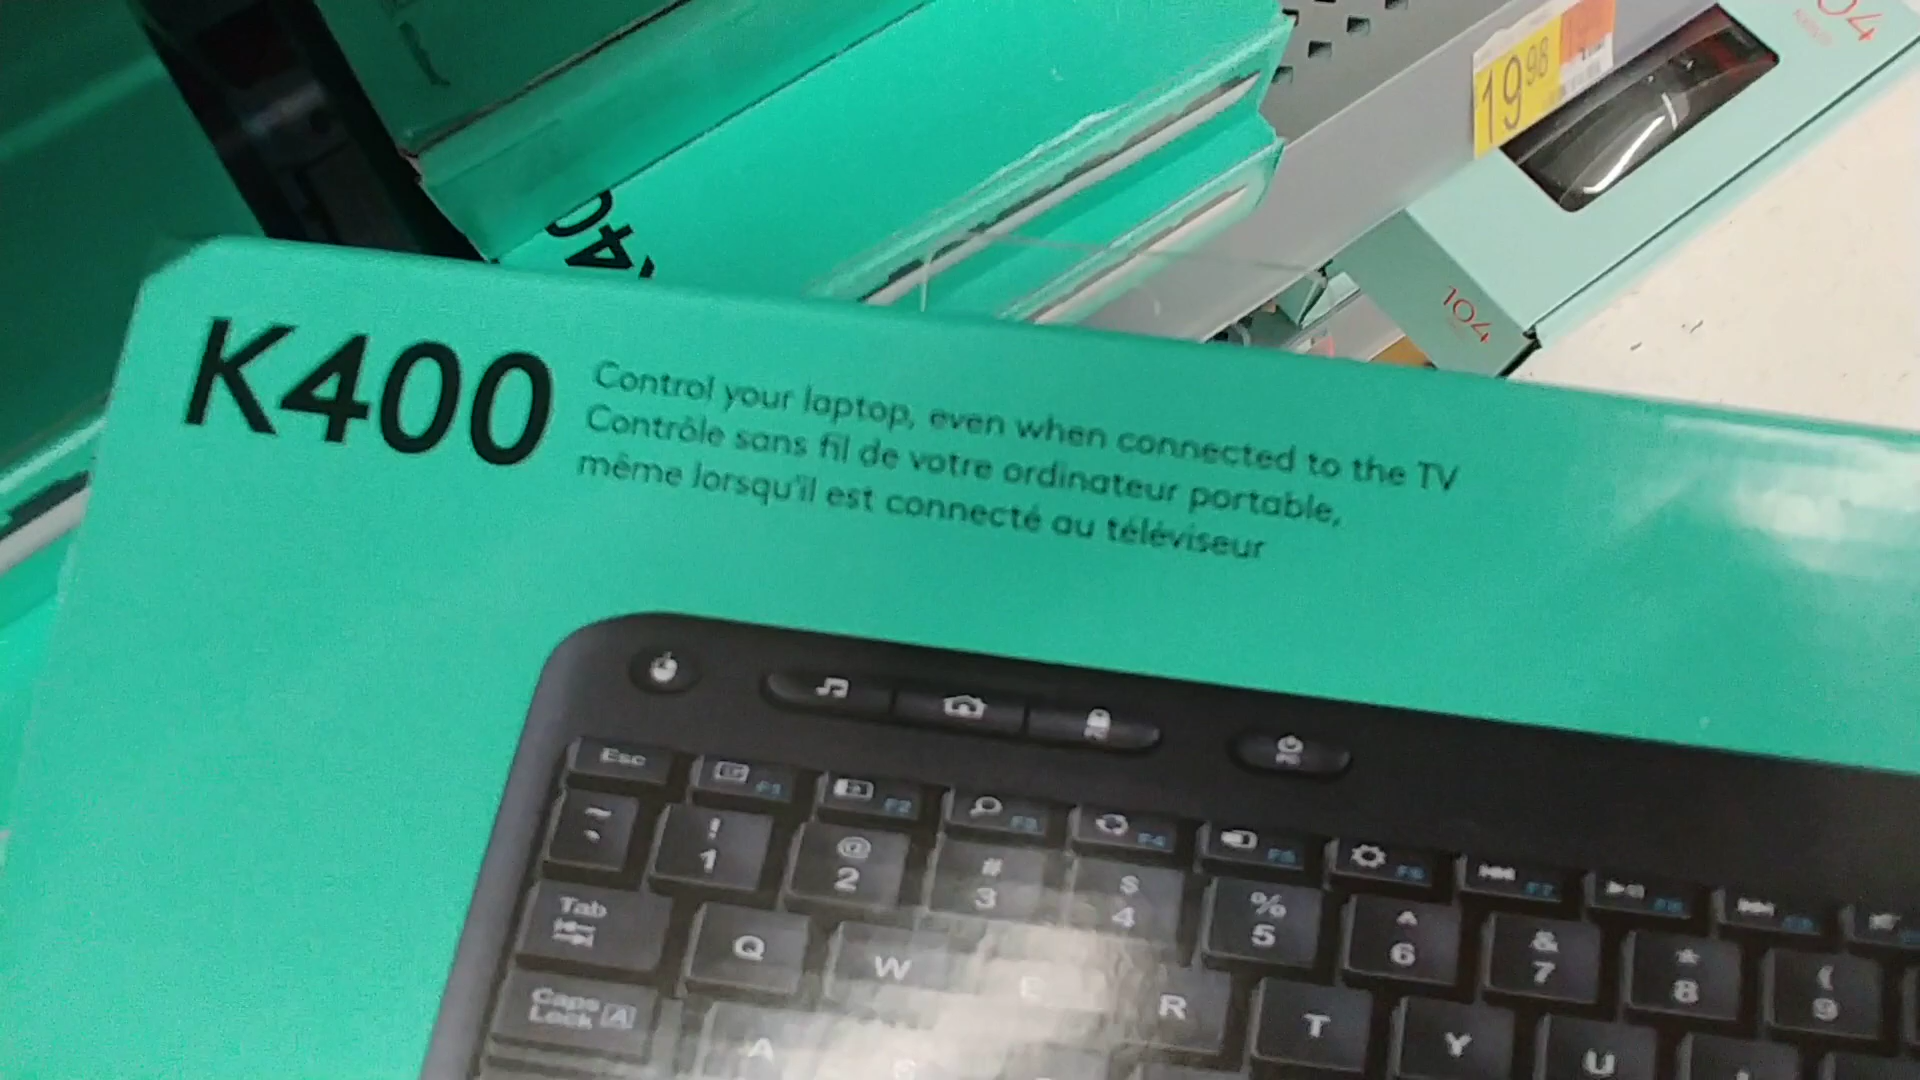 K400
Control your laptop, even when connected to the TV
Contrôle sans fil de votre ordinateur portable,
même lorsqu'il est connecté au téléviseur
19 98
104
104
Esc
F1
F2
F3
F4
F5
F6
F7
F8
~ ! @ # $ % ^ & * (
` 1 2 3 4 5 6 7 8 9
Tab Q W E R T Y U
Caps
Lock A
A